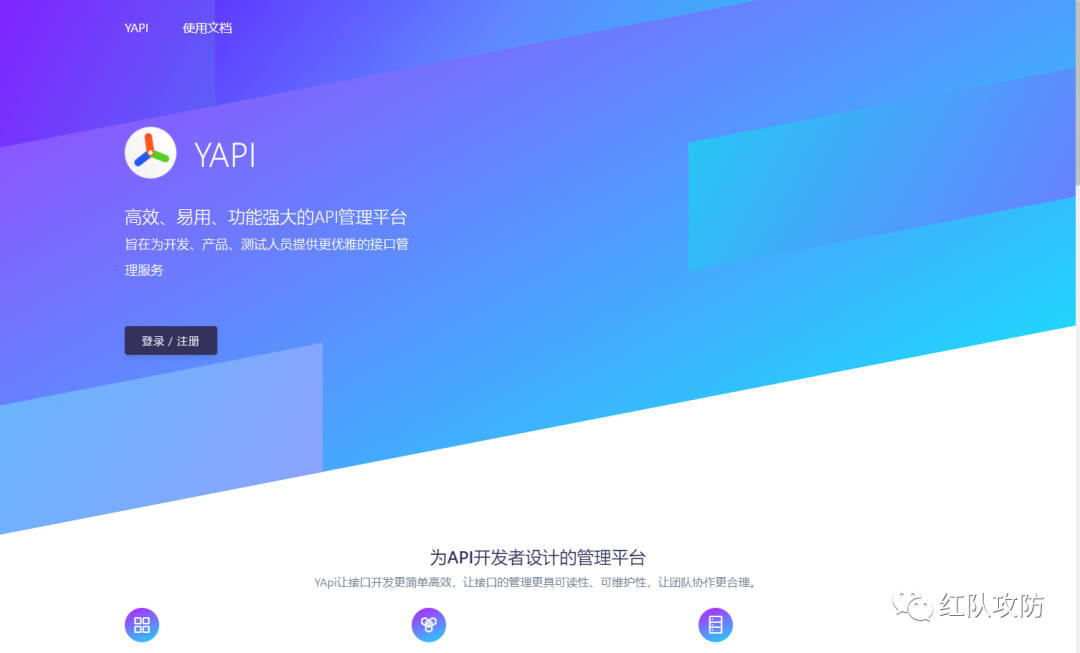 YAPI 使用文档
YAPI
高效、易用、功能强大的API管理平台
旨在为开发、产品、测试人员提供更优雅的接口管
理服务
登录 / 注册
为API开发者设计的管理平台
YApi让接口开发更简单高效，让接口的管理更具可读性、可维护性，让团队协作更合理。
红队攻防